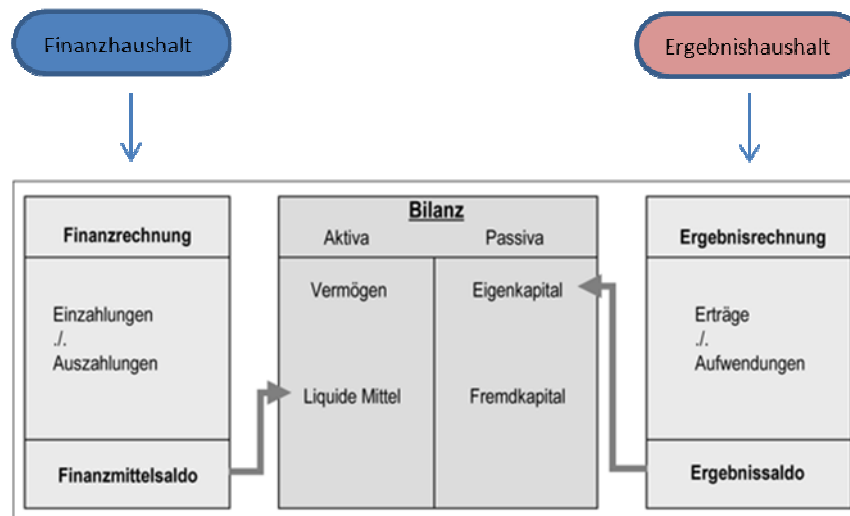 Finanzhaushalt
Ergebnishaushalt
Finanzrechnung
Einzahlungen
./.
Auszahlungen
Finanzmittelsaldo
Bilanz
Aktiva Passiva
Vermögen Eigenkapital
Liquide Mittel Fremdkapital
Ergebnisrechnung
Erträge
./.
Aufwendungen
Ergebnissaldo